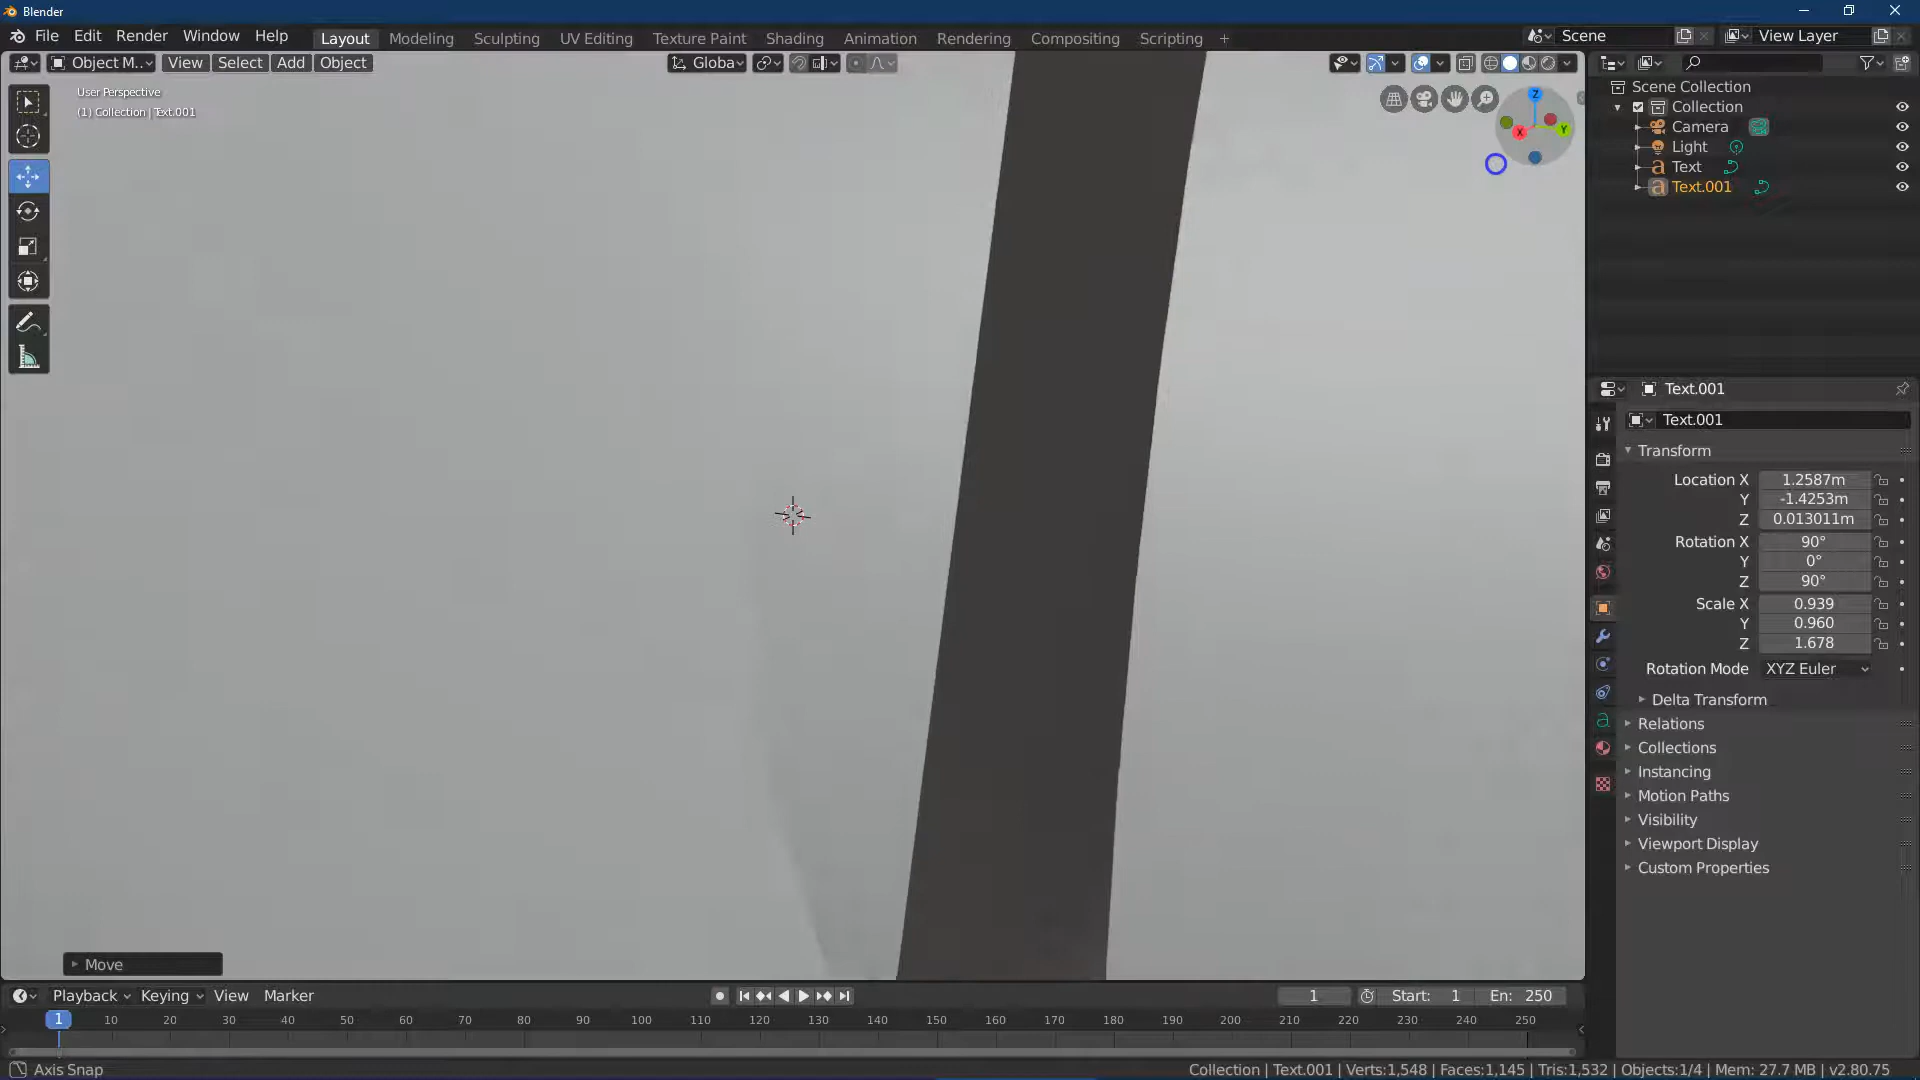 Blender
File Edit Render Window Help
Layout Modeling Sculpting UV Editing Texture Paint Shading Animation Rendering Compositing Scripting +
Scene
View Layer
Object M..
View Select Add Object
Globa
User Perspective
(1) Collection | Text.001
Z
X
Y
Scene Collection
Collection
Camera
Light
Text
Text.001
Text.001
Text.001
Transform
Location X 1.2587m
Y -1.4253m
Z 0.013011m
Rotation X 90°
Y 0°
Z 90°
Scale X 0.939
Y 0.960
Z 1.678
Rotation Mode XYZ Euler
Delta Transform
Relations
Collections
Instancing
Motion Paths
Visibility
Viewport Display
Custom Properties
Move
Playback Keying View Marker
1
Start: 1 En: 250
1 10 20 30 40 50 60 70 80 90 100 110 120 130 140 150 160 170 180 190 200 210 220 230 240 250
Axis Snap
Collection | Text.001 | Verts:1,548 | Faces:1,145 | Tris:1,532 | Objects:1/4 | Mem: 27.7 MB | v2.80.75